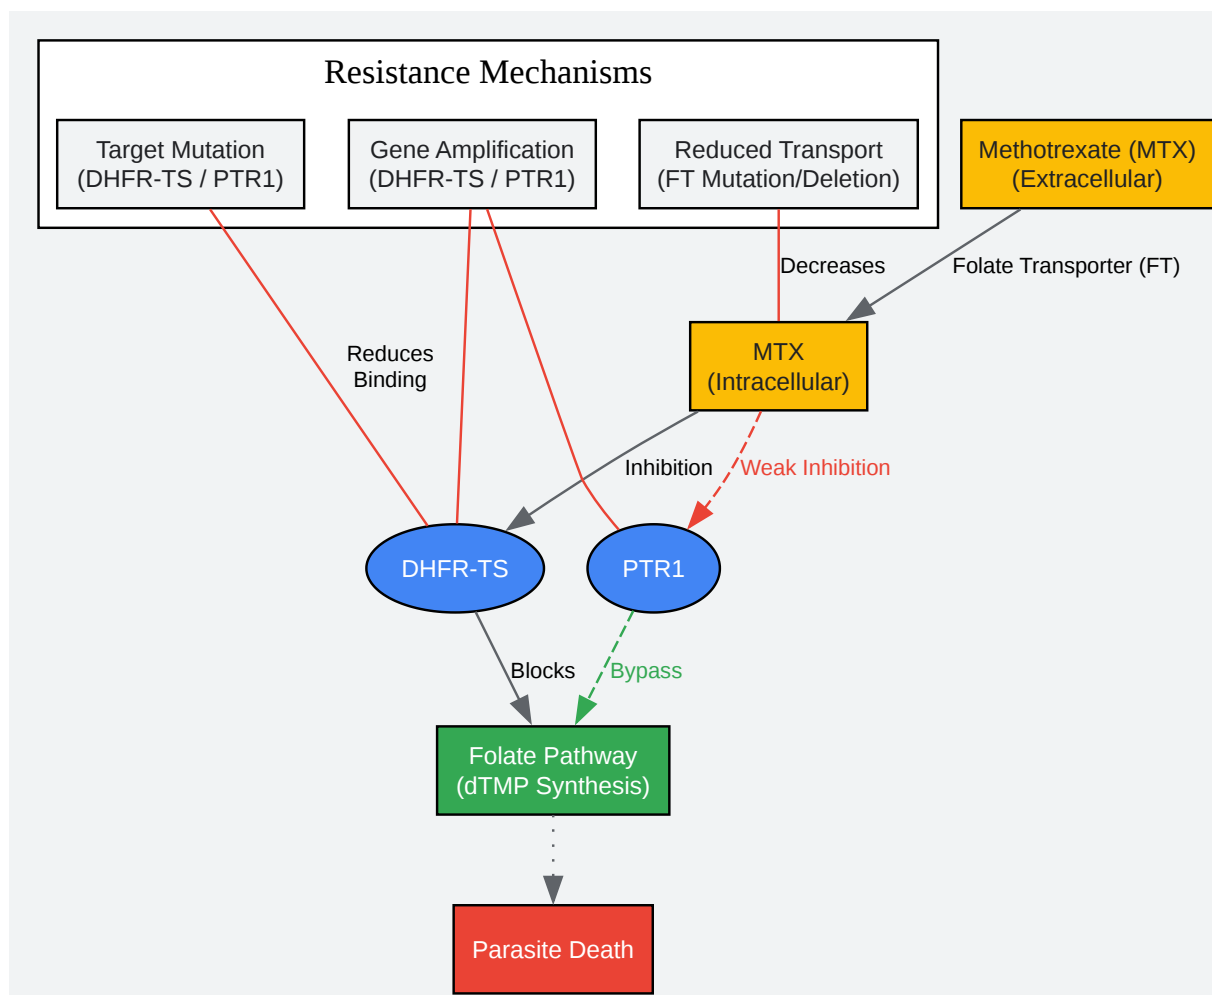 Resistance Mechanisms
Target Mutation
(DHFR-TS / PTR1)
Gene Amplification
(DHFR-TS / PTR1)
Reduced Transport
(FT Mutation/Deletion)
Methotrexate (MTX)
(Extracellular)
Decreases
Folate Transporter (FT)
Reduces
Binding
MTX
(Intracellular)
Inhibition
Weak Inhibition
DHFR-TS
PTR1
Blocks
Bypass
Folate Pathway
(dTMP Synthesis)
Parasite Death